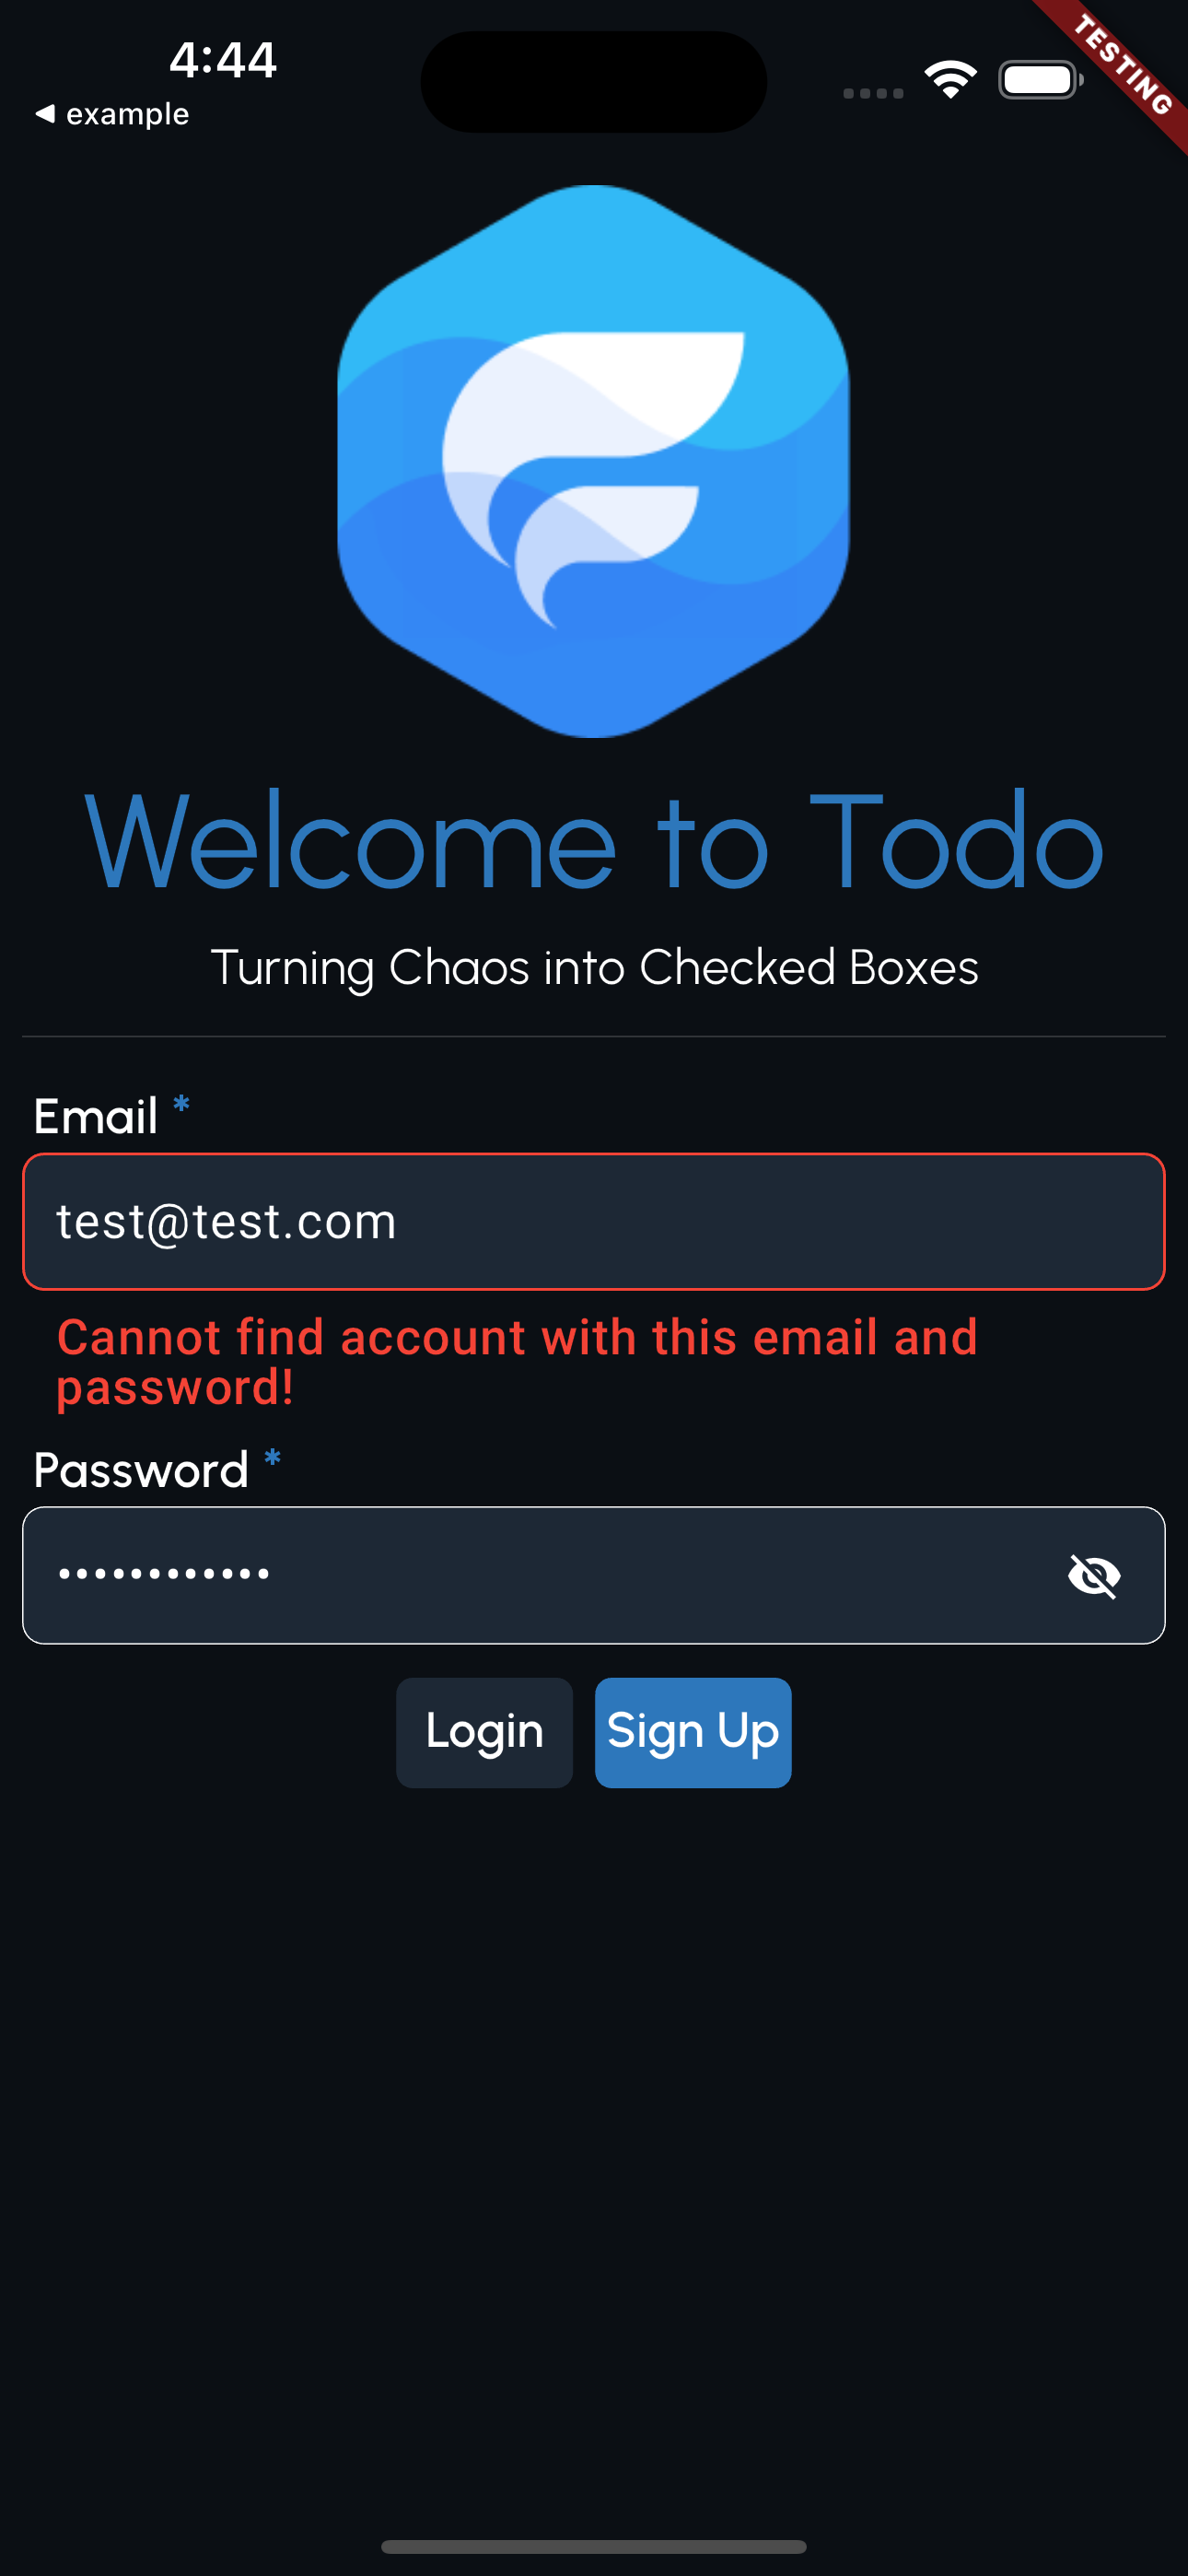 4:44
TESTING
◀ example
Welcome to Todo
Turning Chaos into Checked Boxes
Email *
test@test.com
Cannot find account with this email and
password!
Password *
••••••••••••
Login
Sign Up